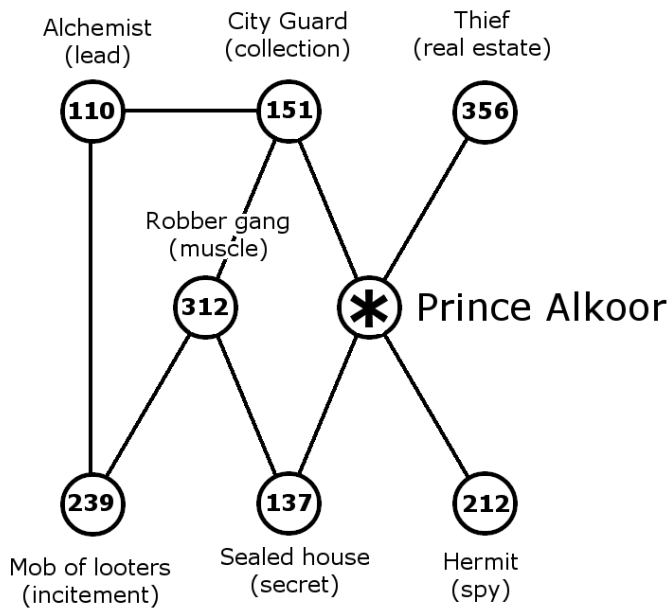 Alchemist
(lead)
City Guard
(collection)
Thief
(real estate)
110
151
356
Robber gang
(muscle)
312
*
Prince Alkoor
239
137
212
Mob of looters
(incitement)
Sealed house
(secret)
Hermit
(spy)